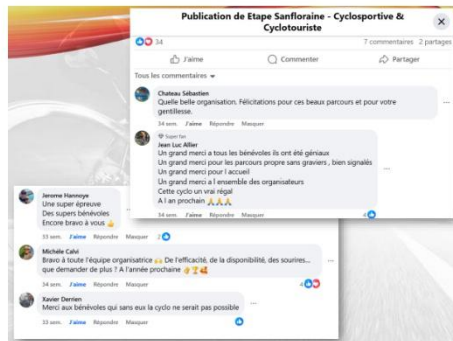 Publication de Etape Sanfloraine - Cyclosportive &
Cyclotouriste
34
7 commentaires 2 partages
J'aime Commenter Partager
Tous les commentaires
Chateau Sébastien
Quelle belle organisation. Félicitations pour ces beaux parcours et pour votre
gentillesse.
34 sem. J'aime Répondre Masquer
Super fan
Jean Luc Allier
Un grand merci a tous les bénévoles ils ont été géniaux
Un grand merci pour les parcours propre sans graviers , bien signalés
Un grand merci pour l accueil
Un grand merci a l ensemble des organisateurs
Cette cyclo un vrai régal
A l an prochain 🙏🙏🙏
34 sem. J'aime Répondre Masquer
4
Jerome Hannoye
Une super épreuve
Des supers bénévoles
Encore bravo à vous 👍
33 sem. J'aime Répondre Masquer 2
Michèle Calvi
Bravo à toute l'équipe organisatrice 🙌 De l'efficacité, de la disponibilité, des sourires...
que demander de plus ? A l'année prochaine
34 sem. J'aime Répondre Masquer
4
Xavier Derrien
Merci aux bénévoles qui sans eux la cyclo ne serait pas possible
33 sem. J'aime Répondre Masquer